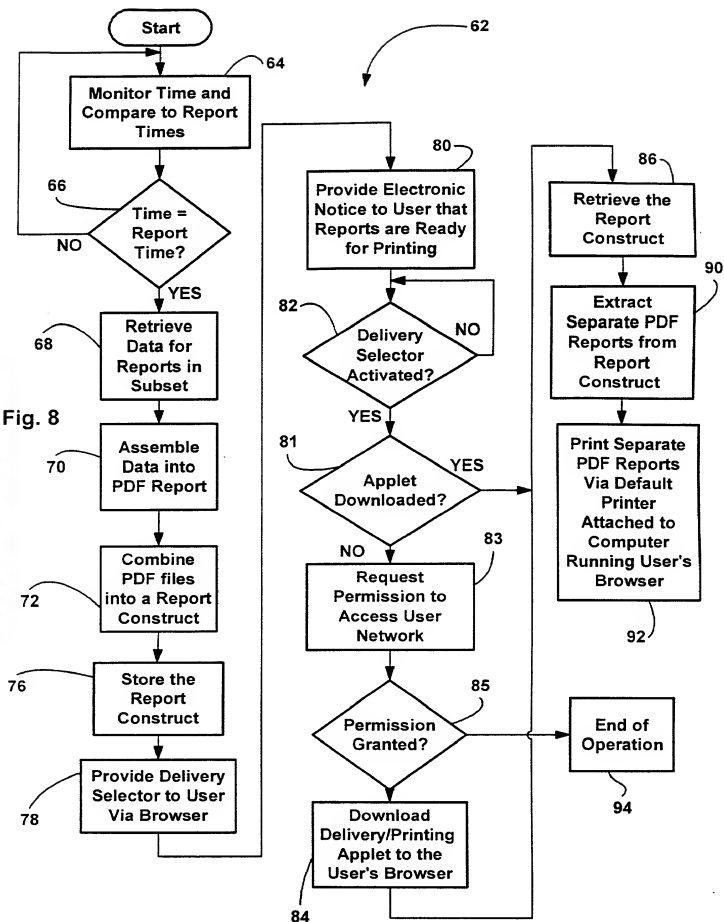 Start
62
64
Monitor Time and
Compare to Report
Times
66
Time =
Report
Time?
NO
YES
68
Retrieve
Data for
Reports in
Subset
Fig. 8
70
Assemble
Data into
PDF Report
72
Combine
PDF files
into a Report
Construct
76
Store the
Report
Construct
78
Provide Delivery
Selector to User
Via Browser
80
Provide Electronic
Notice to User that
Reports are Ready
for Printing
82
Delivery
Selector
Activated?
NO
YES
81
Applet
Downloaded?
YES
NO
83
Request
Permission to
Access User
Network
85
Permission
Granted?
84
Download
Delivery/Printing
Applet to the
User's Browser
86
Retrieve the
Report
Construct
90
Extract
Separate PDF
Reports from
Report
Construct
Print Separate
PDF Reports
Via Default
Printer
Attached to
Computer
Running User's
Browser
92
End of
Operation
94